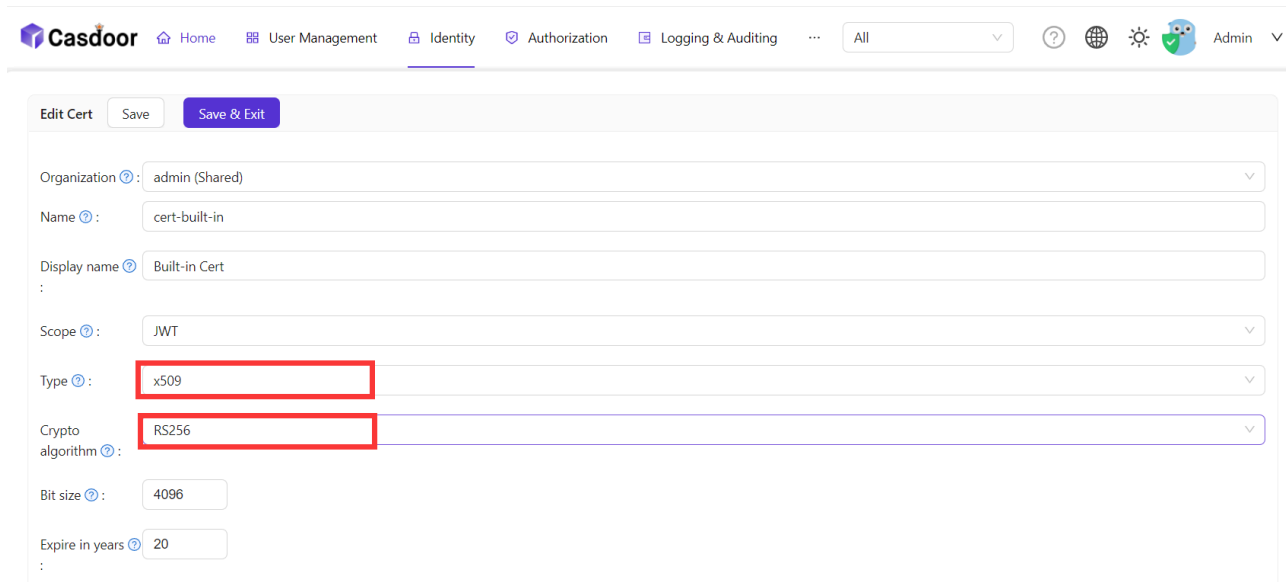 Casdoor Home User Management Identity Authorization Logging & Auditing ··· All ? Admin
Edit Cert Save Save & Exit
Organization ? : admin (Shared)
Name ? : cert-built-in
Display name ? : Built-in Cert
Scope ? : JWT
Type ? : x509
Crypto algorithm ? : RS256
Bit size ? : 4096
Expire in years ? : 20